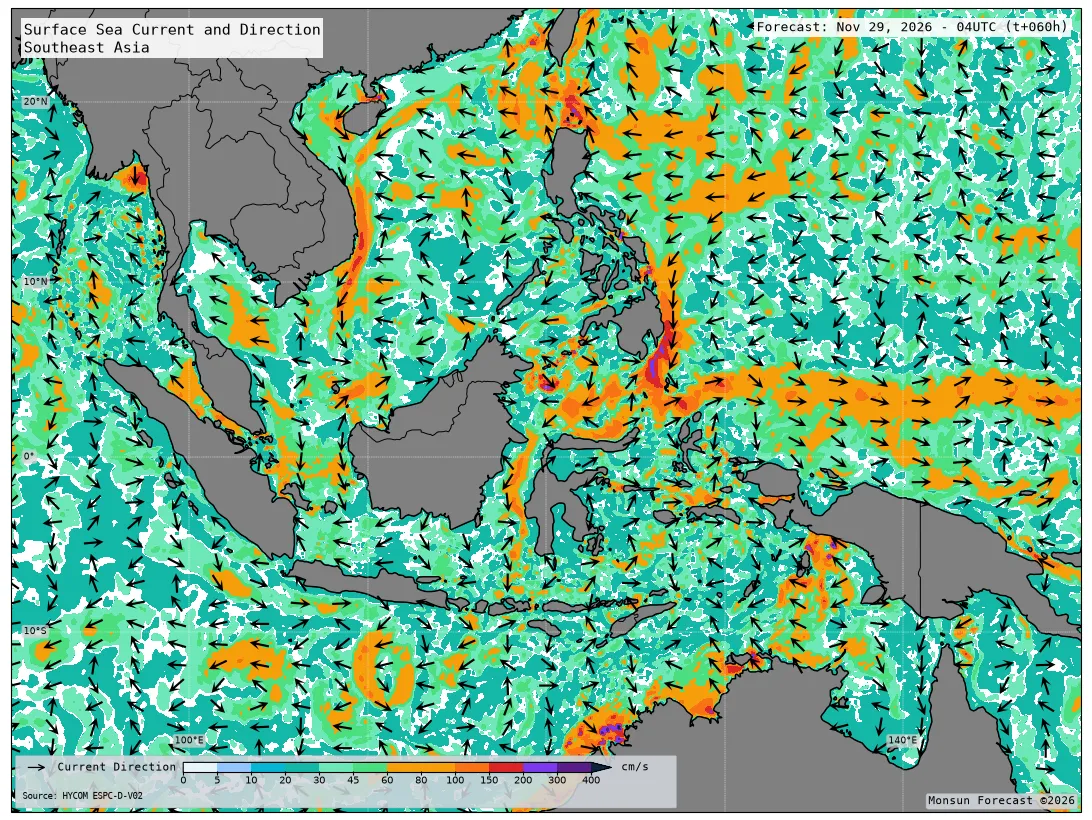 Surface Sea Current and Direction
Southeast Asia
Forecast: Nov 29, 2026 - 04UTC (t+060h)
20°N
10°N
0°
10°S
100°E
140°E
Current Direction
0 5 10 20 30 45 60 80 100 150 200 300 400
cm/s
Source: HYCOM ESPC-D-V02
Monsun Forecast ©2026